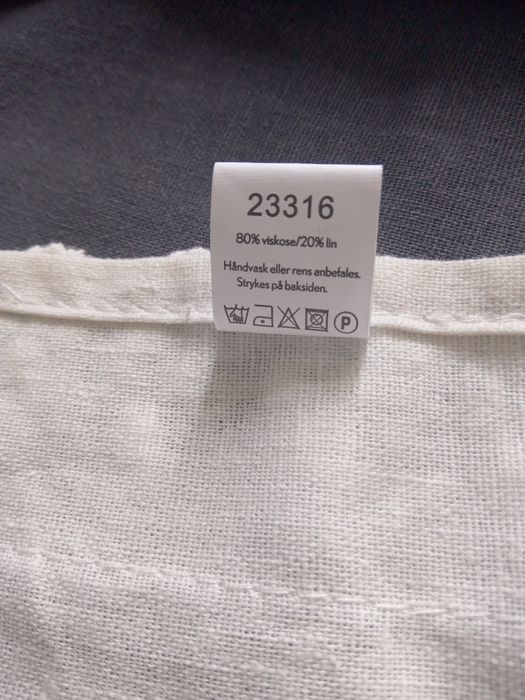 23316
80% viskose/20% lin
Håndvask eller rens anbefales.
Strykes på baksiden.
P